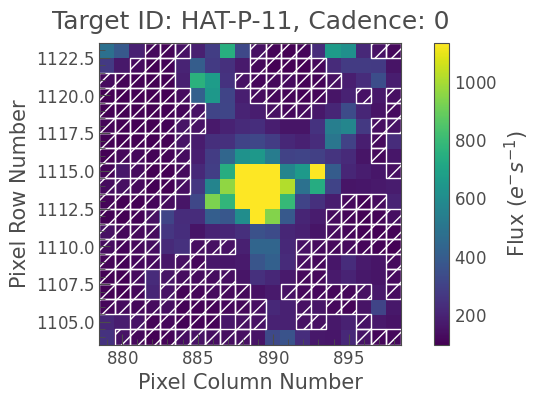 Target ID: HAT-P-11, Cadence: 0
1122.5
1120.0
1117.5
1115.0
1112.5
1110.0
1107.5
1105.0
Pixel Row Number
880 885 890 895
Pixel Column Number
1000
800
600
400
200
Flux (e⁻ s⁻¹)